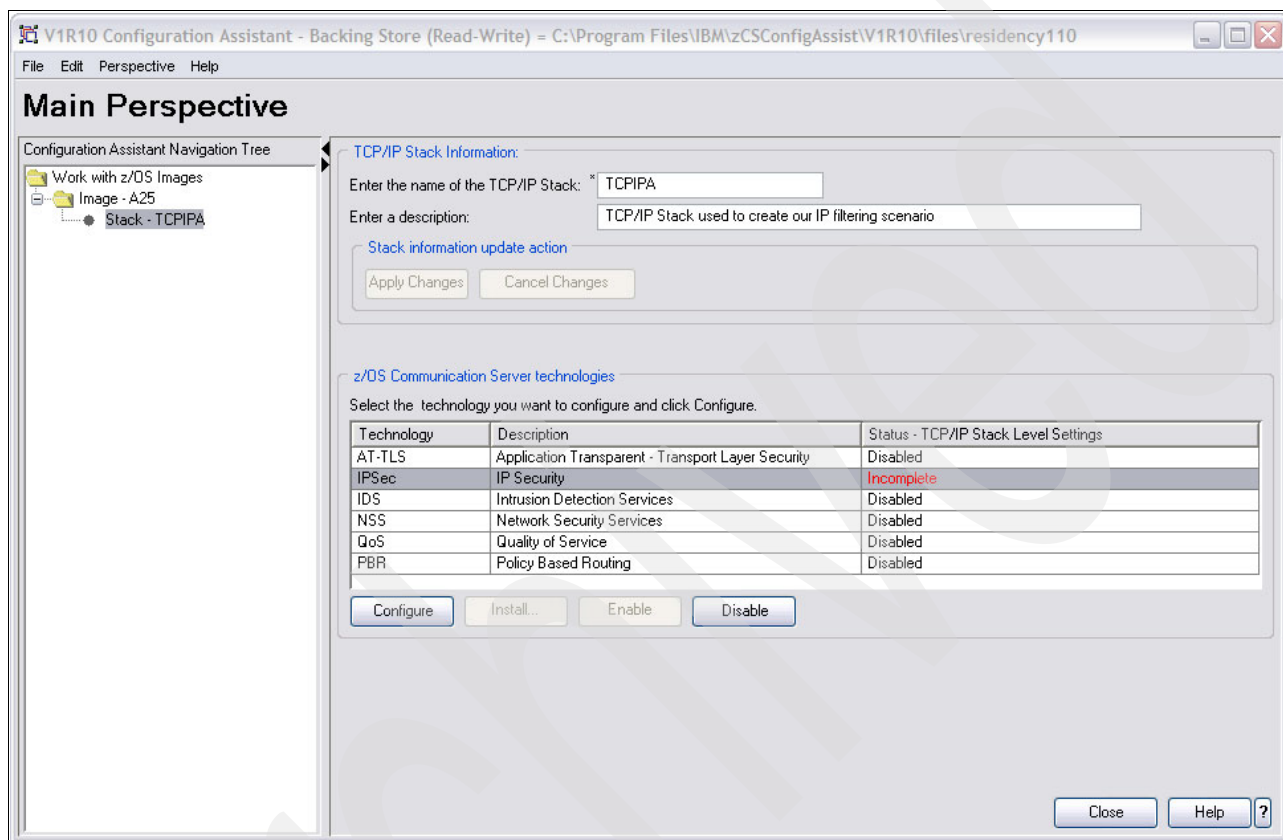 V1R10 Configuration Assistant - Backing Store (Read-Write) = C:\Program Files\IBM\zCSConfigAssist\V1R10\files\residency110
File Edit Perspective Help
Main Perspective
Configuration Assistant Navigation Tree
Work with z/OS Images
Image - A25
Stack - TCPIPA
TCP/IP Stack Information:
Enter the name of the TCP/IP Stack: * TCPIPA
Enter a description: TCP/IP Stack used to create our IP filtering scenario
Stack information update action
Apply Changes Cancel Changes
z/OS Communication Server technologies
Select the technology you want to configure and click Configure.
Technology Description Status - TCP/IP Stack Level Settings
AT-TLS Application Transparent - Transport Layer Security Disabled
IPSec IP Security Incomplete
IDS Intrusion Detection Services Disabled
NSS Network Security Services Disabled
QoS Quality of Service Disabled
PBR Policy Based Routing Disabled
Configure Install... Enable Disable
Close Help ?